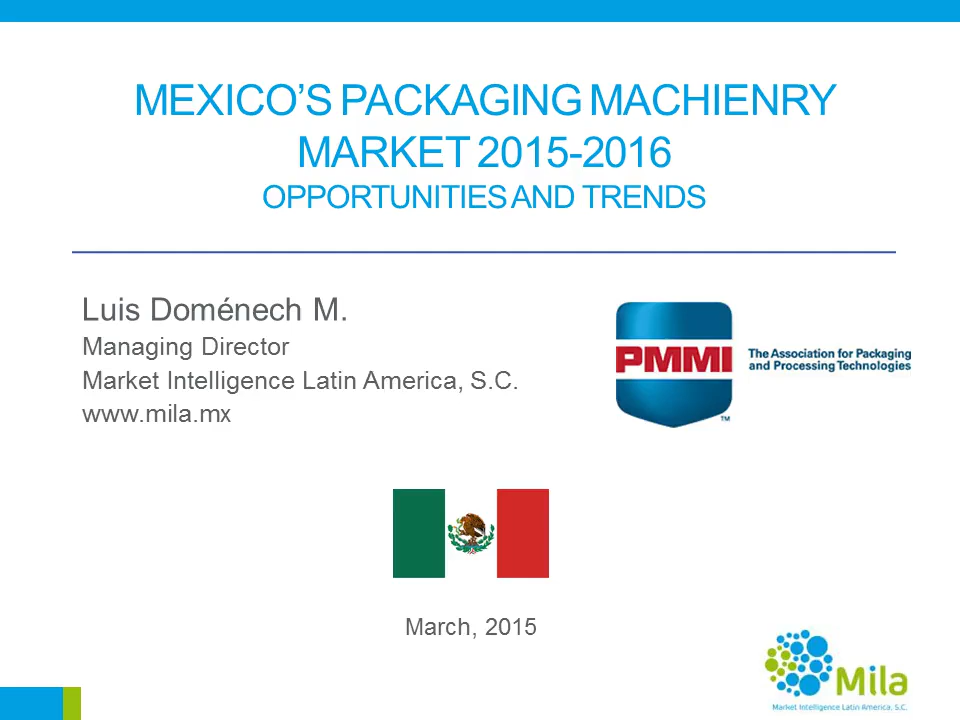 MEXICO’S PACKAGING MACHIENRY
MARKET 2015-2016
OPPORTUNITIES AND TRENDS
Luis Doménech M.
Managing Director
Market Intelligence Latin America, S.C.
www.mila.mx
PMMI
TM
The Association for Packaging
and Processing Technologies
March, 2015
Mila
Market Intelligence Latin America, S.C.